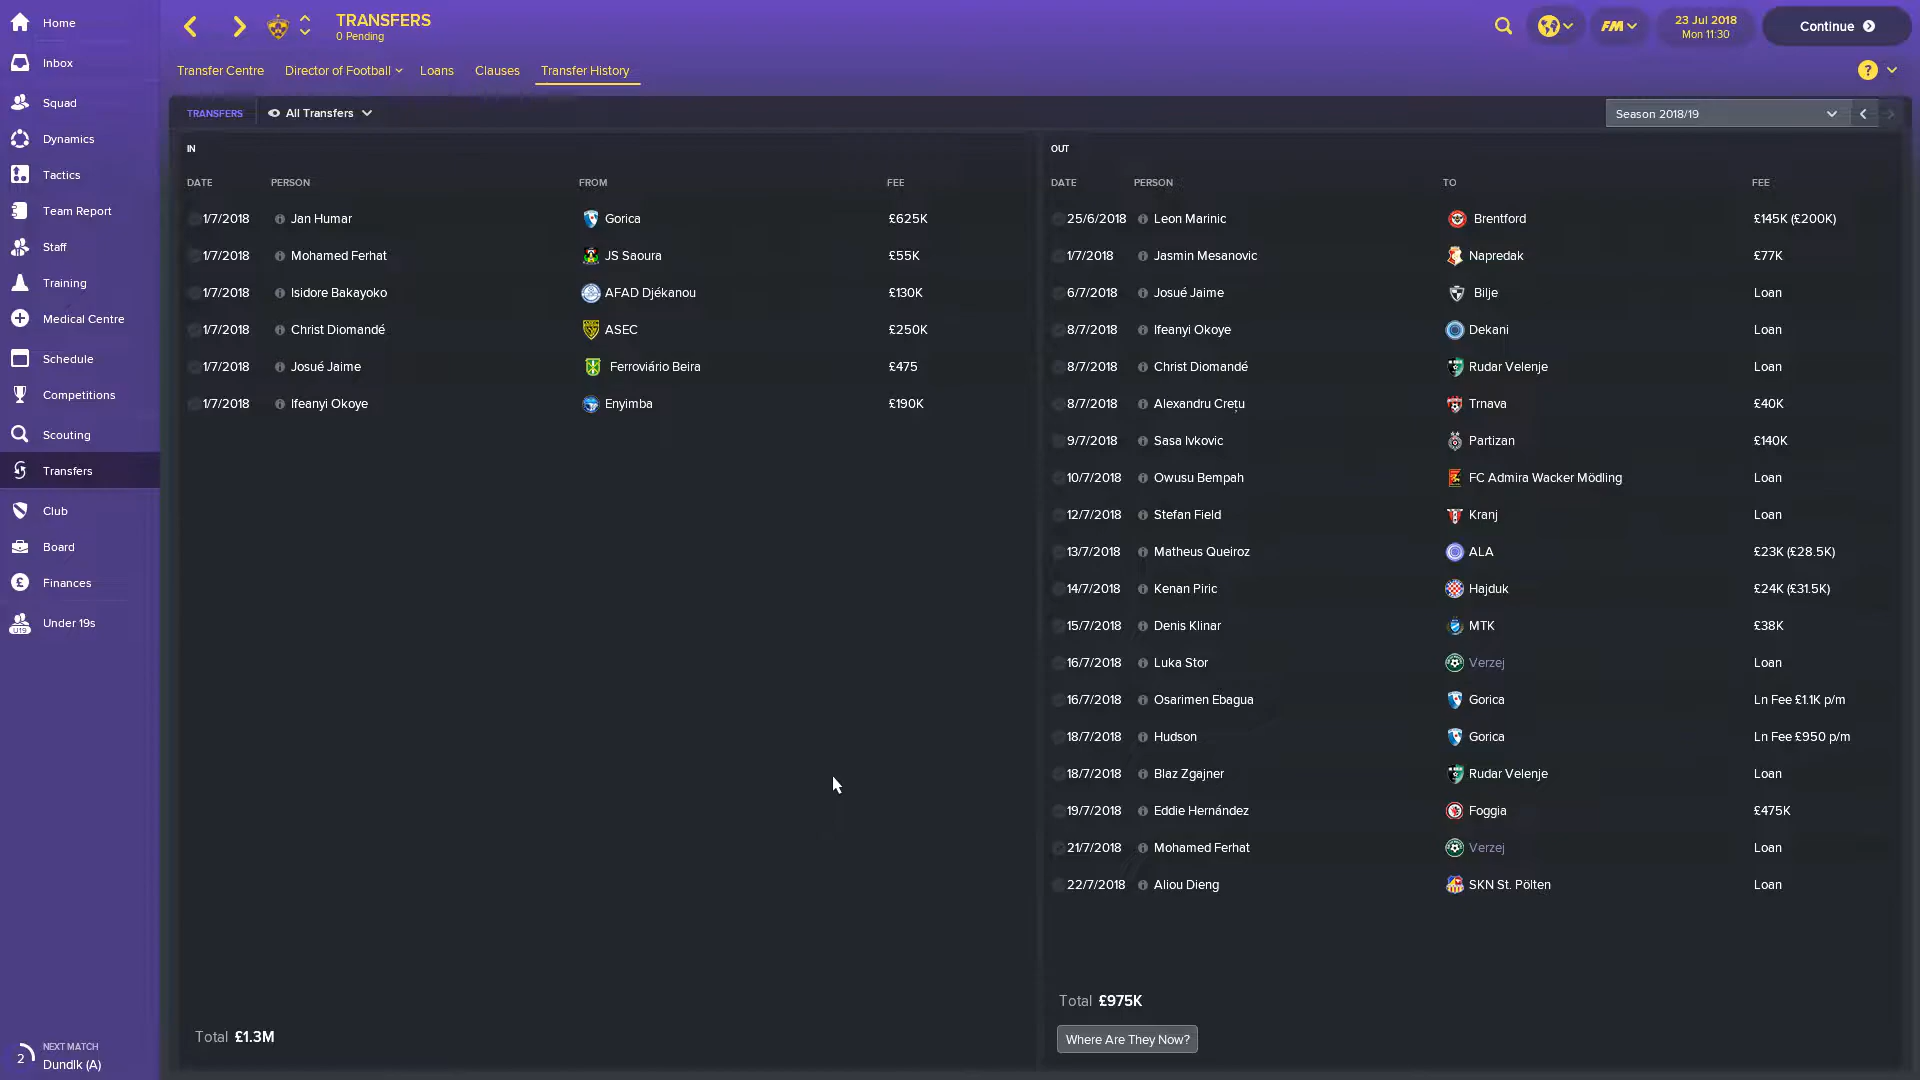 Home
Inbox
Squad
Dynamics
Tactics
Team Report
Staff
Training
Medical Centre
Schedule
Competitions
Scouting
Transfers
Club
Board
Finances
U19
Under 19s
2
NEXT MATCH
Dundlk (A)
TRANSFERS
0 Pending
FM
23 Jul 2018
Mon 11:30
Continue
Transfer Centre Director of Football Loans Clauses Transfer History
?
TRANSFERS All Transfers
Season 2018/19
IN
DATE PERSON FROM FEE
1/7/2018 Jan Humar Gorica £625K
1/7/2018 Mohamed Ferhat JS Saoura £55K
1/7/2018 Isidore Bakayoko AFAD Djékanou £130K
1/7/2018 Christ Diomandé ASEC £250K
1/7/2018 Josué Jaime Ferroviário Beira £475
1/7/2018 Ifeanyi Okoye Enyimba £190K
Total £1.3M
OUT
DATE PERSON TO FEE
25/6/2018 Leon Marinic Brentford £145K (£200K)
1/7/2018 Jasmin Mesanovic Napredak £77K
6/7/2018 Josué Jaime Bilje Loan
8/7/2018 Ifeanyi Okoye Dekani Loan
8/7/2018 Christ Diomandé Rudar Velenje Loan
8/7/2018 Alexandru Crețu Trnava £40K
9/7/2018 Sasa Ivkovic Partizan £140K
10/7/2018 Owusu Bempah FC Admira Wacker Mödling Loan
12/7/2018 Stefan Field Kranj Loan
13/7/2018 Matheus Queiroz ALA £23K (£28.5K)
14/7/2018 Kenan Piric Hajduk £24K (£31.5K)
15/7/2018 Denis Klinar MTK £38K
16/7/2018 Luka Stor Verzej Loan
16/7/2018 Osarimen Ebagua Gorica Ln Fee £1.1K p/m
18/7/2018 Hudson Gorica Ln Fee £950 p/m
18/7/2018 Blaz Zgajner Rudar Velenje Loan
19/7/2018 Eddie Hernández Foggia £475K
21/7/2018 Mohamed Ferhat Verzej Loan
22/7/2018 Aliou Dieng SKN St. Pölten Loan
Total £975K
Where Are They Now?